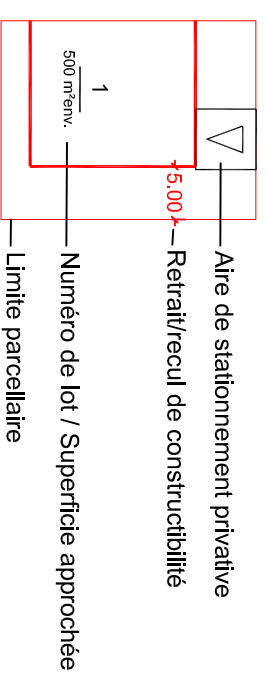 Aire de stationnement privative
5.00
Retrait/recul de constructibilité
1
500 m²env.
Numéro de lot / Superficie approchée
Limite parcellaire